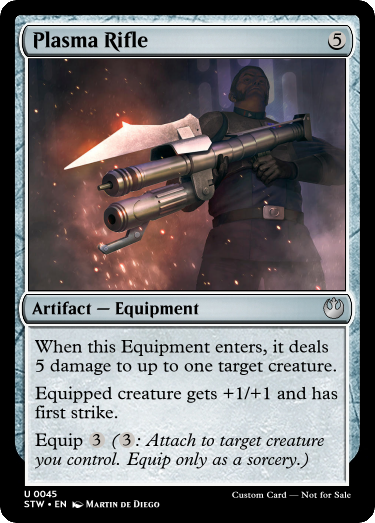 Plasma Rifle 5
Artifact — Equipment
When this Equipment enters, it deals
5 damage to up to one target creature.
Equipped creature gets +1/+1 and has
first strike.
Equip 3 (3: Attach to target creature
you control. Equip only as a sorcery.)
U 0045
STW • EN Martin de Diego
Custom Card — Not for Sale